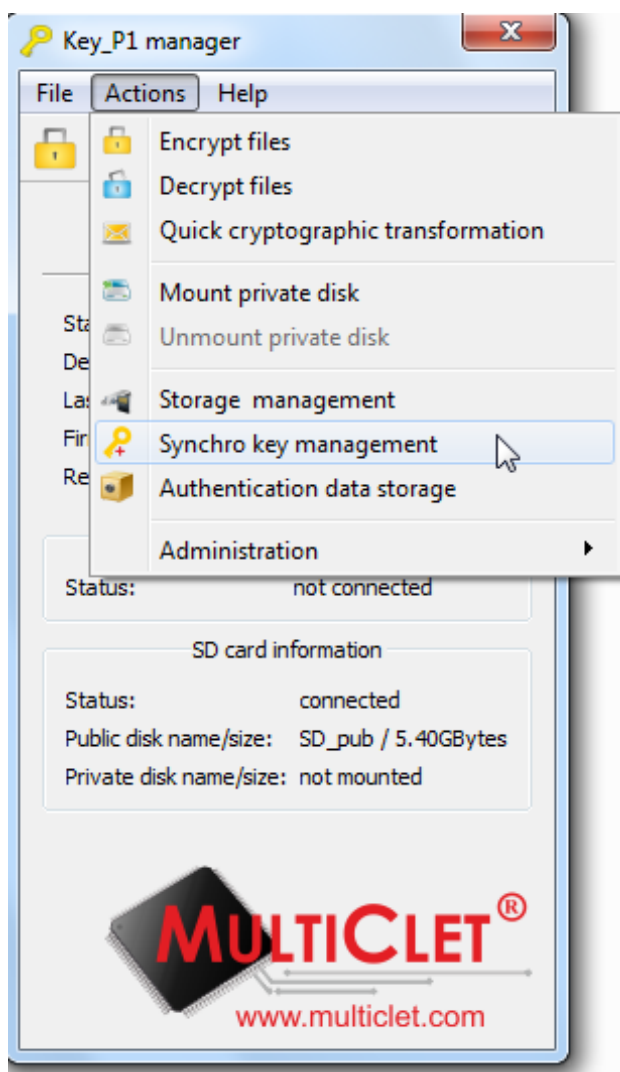 Key_P1 manager
x
File Actions Help
Encrypt files
Decrypt files
Quick cryptographic transformation
Mount private disk
Unmount private disk
Storage management
Synchro key management
Authentication data storage
Administration
Status: not connected
SD card information
Status: connected
Public disk name/size: SD_pub / 5.40GBytes
Private disk name/size: not mounted
MULTICLET®
www.multiclet.com